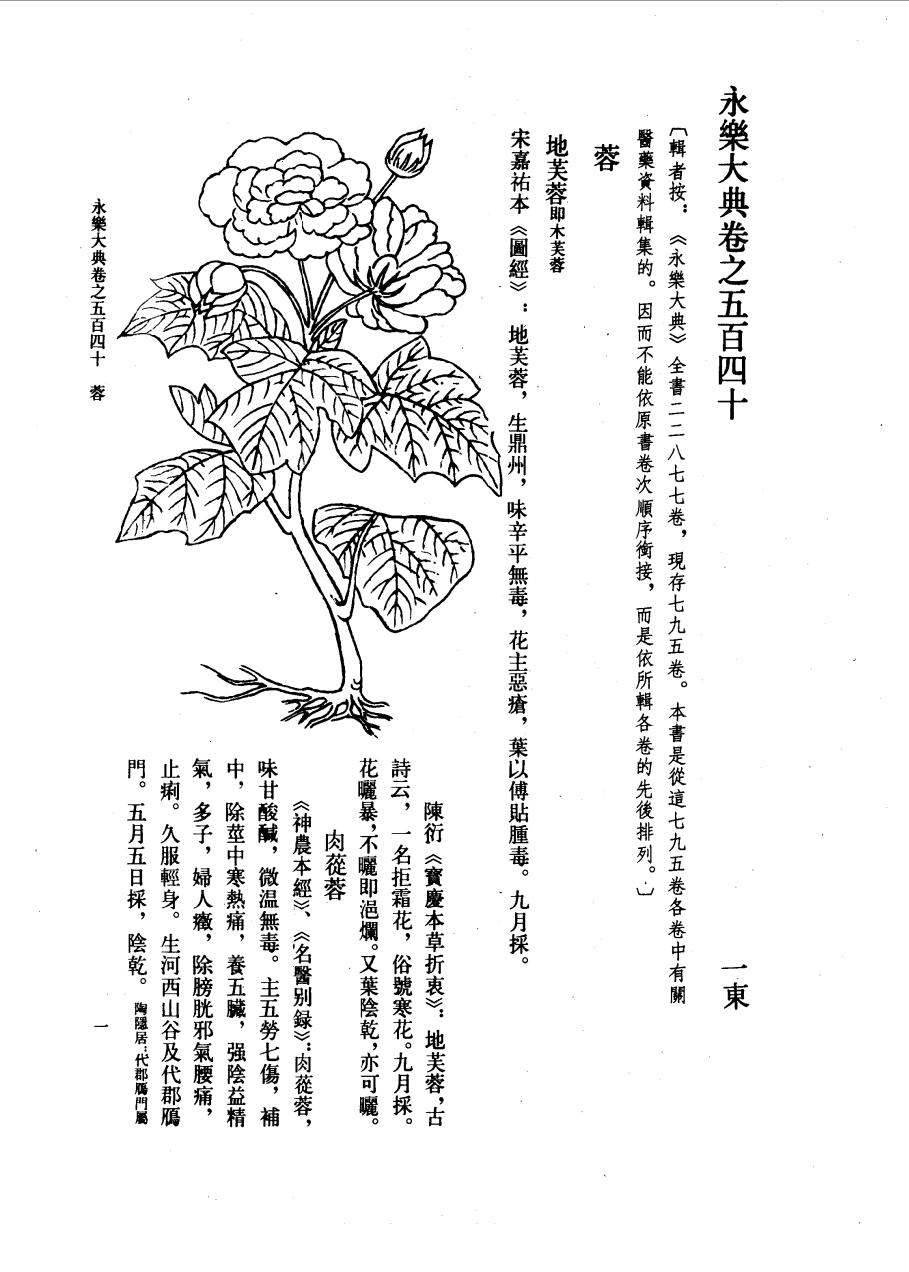 永樂大典卷之五百四十　一東
〔輯者按：《永樂大典》全書二二八七七卷，現存七九五卷。本書是從這七九五卷各卷中有關
醫藥資料輯集的。因而不能依原書卷次順序銜接，而是依所輯各卷的先後排列。〕
蓉
地芙蓉即木芙蓉
宋嘉祐本《圖經》：地芙蓉，生鼎州，味辛平無毒，花主惡瘡，葉以傅貼腫毒。九月採。
陳衍《寳慶本草折衷》：地芙蓉，古
詩云，一名拒霜花，俗號寒花。九月採。
花曬暴，不曬即浥爛。又葉陰乾，亦可曬。
肉蓯蓉
《神農本經》、《名醫别録》：肉蓯蓉，
味甘酸鹹，微温無毒。主五勞七傷，補
中，除莖中寒熱痛，養五臟，强陰益精
氣，多子，婦人癥，除膀胱邪氣腰痛，
止痢。久服輕身。生河西山谷及代郡鴈
門。五月五日採，陰乾。陶隱居：代郡鴈門屬
永樂大典卷之五百四十　蓉
一